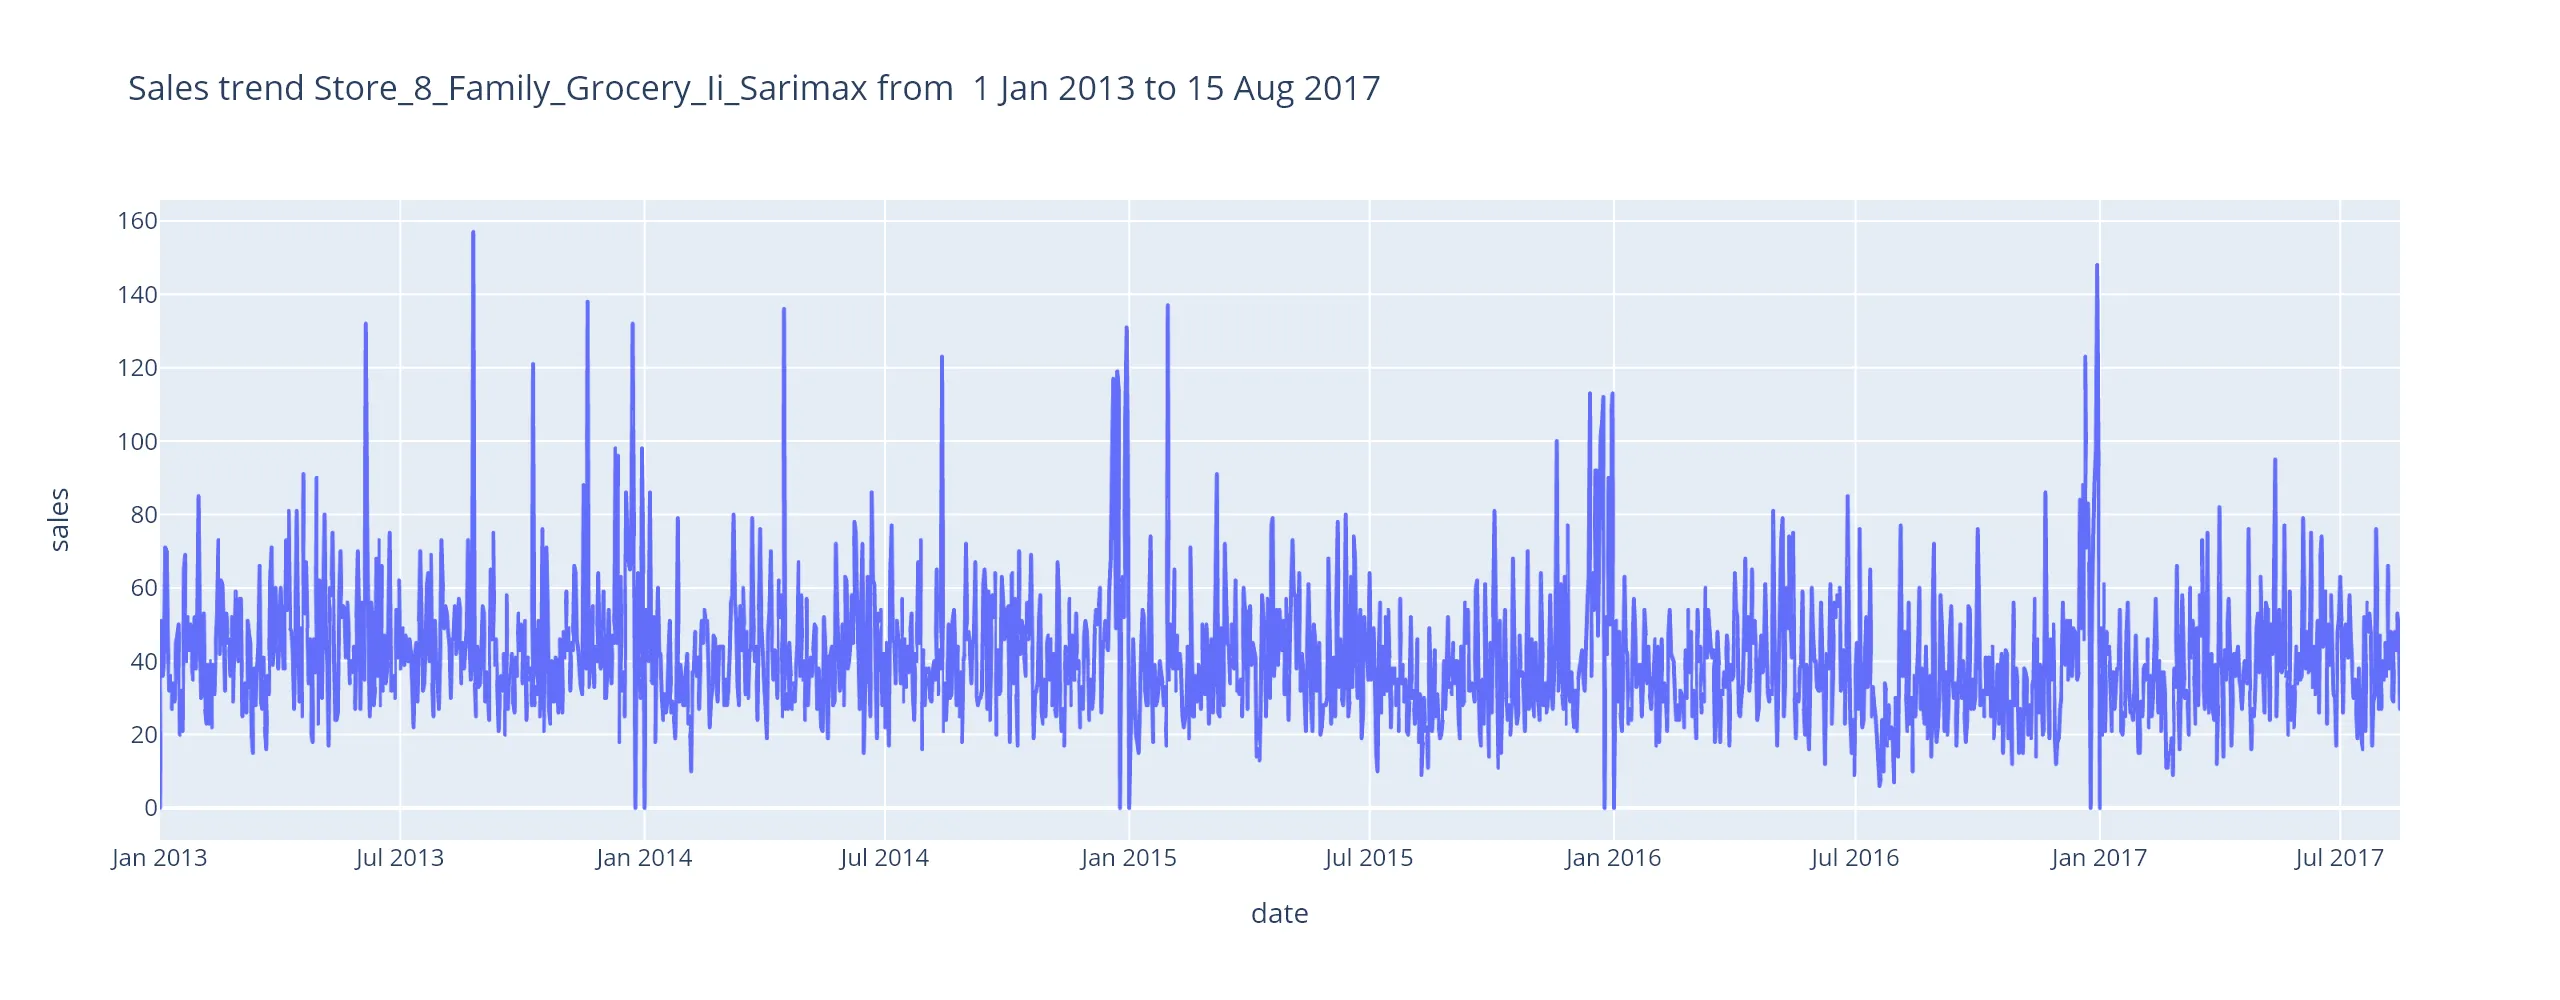 Sales trend Store_8_Family_Grocery_Ii_Sarimax from  1 Jan 2013 to 15 Aug 2017
160
140
120
100
80
60
40
20
0
sales
Jan 2013 Jul 2013 Jan 2014 Jul 2014 Jan 2015 Jul 2015 Jan 2016 Jul 2016 Jan 2017 Jul 2017
date